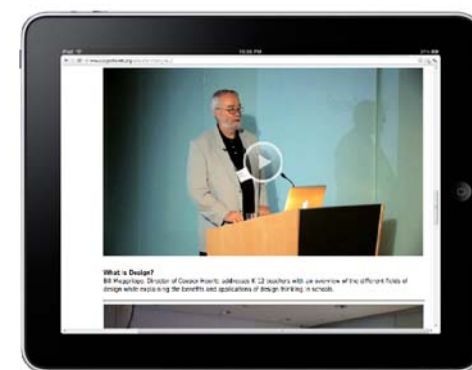 iPad
What is Design?
Bill Moggridge, Director of Cooper-Hewitt, addresses K-12 teachers with an overview of the different fields of
design while explaining the benefits and applications of design thinking in schools.